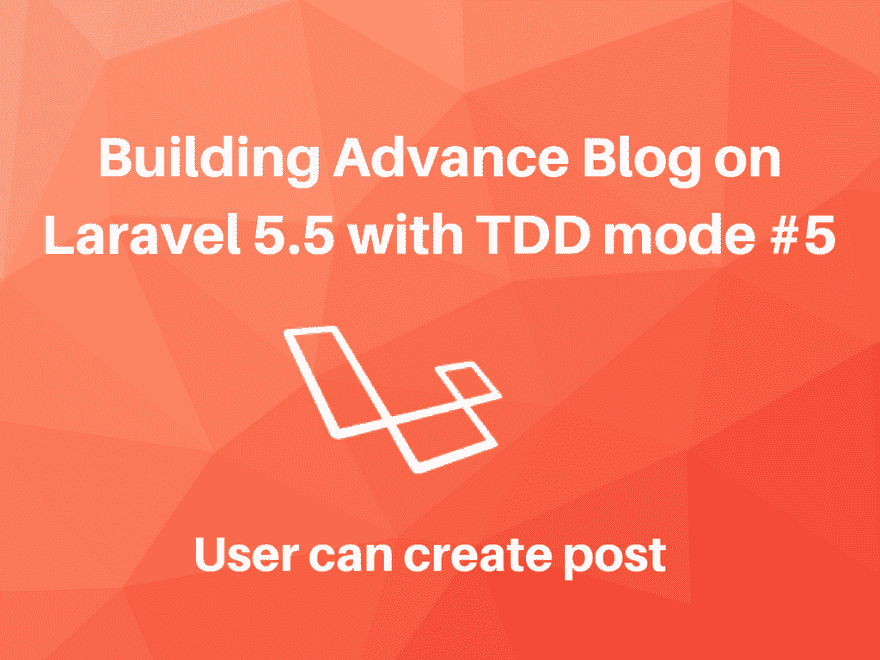 Building Advance Blog on
Laravel 5.5 with TDD mode #5
User can create post